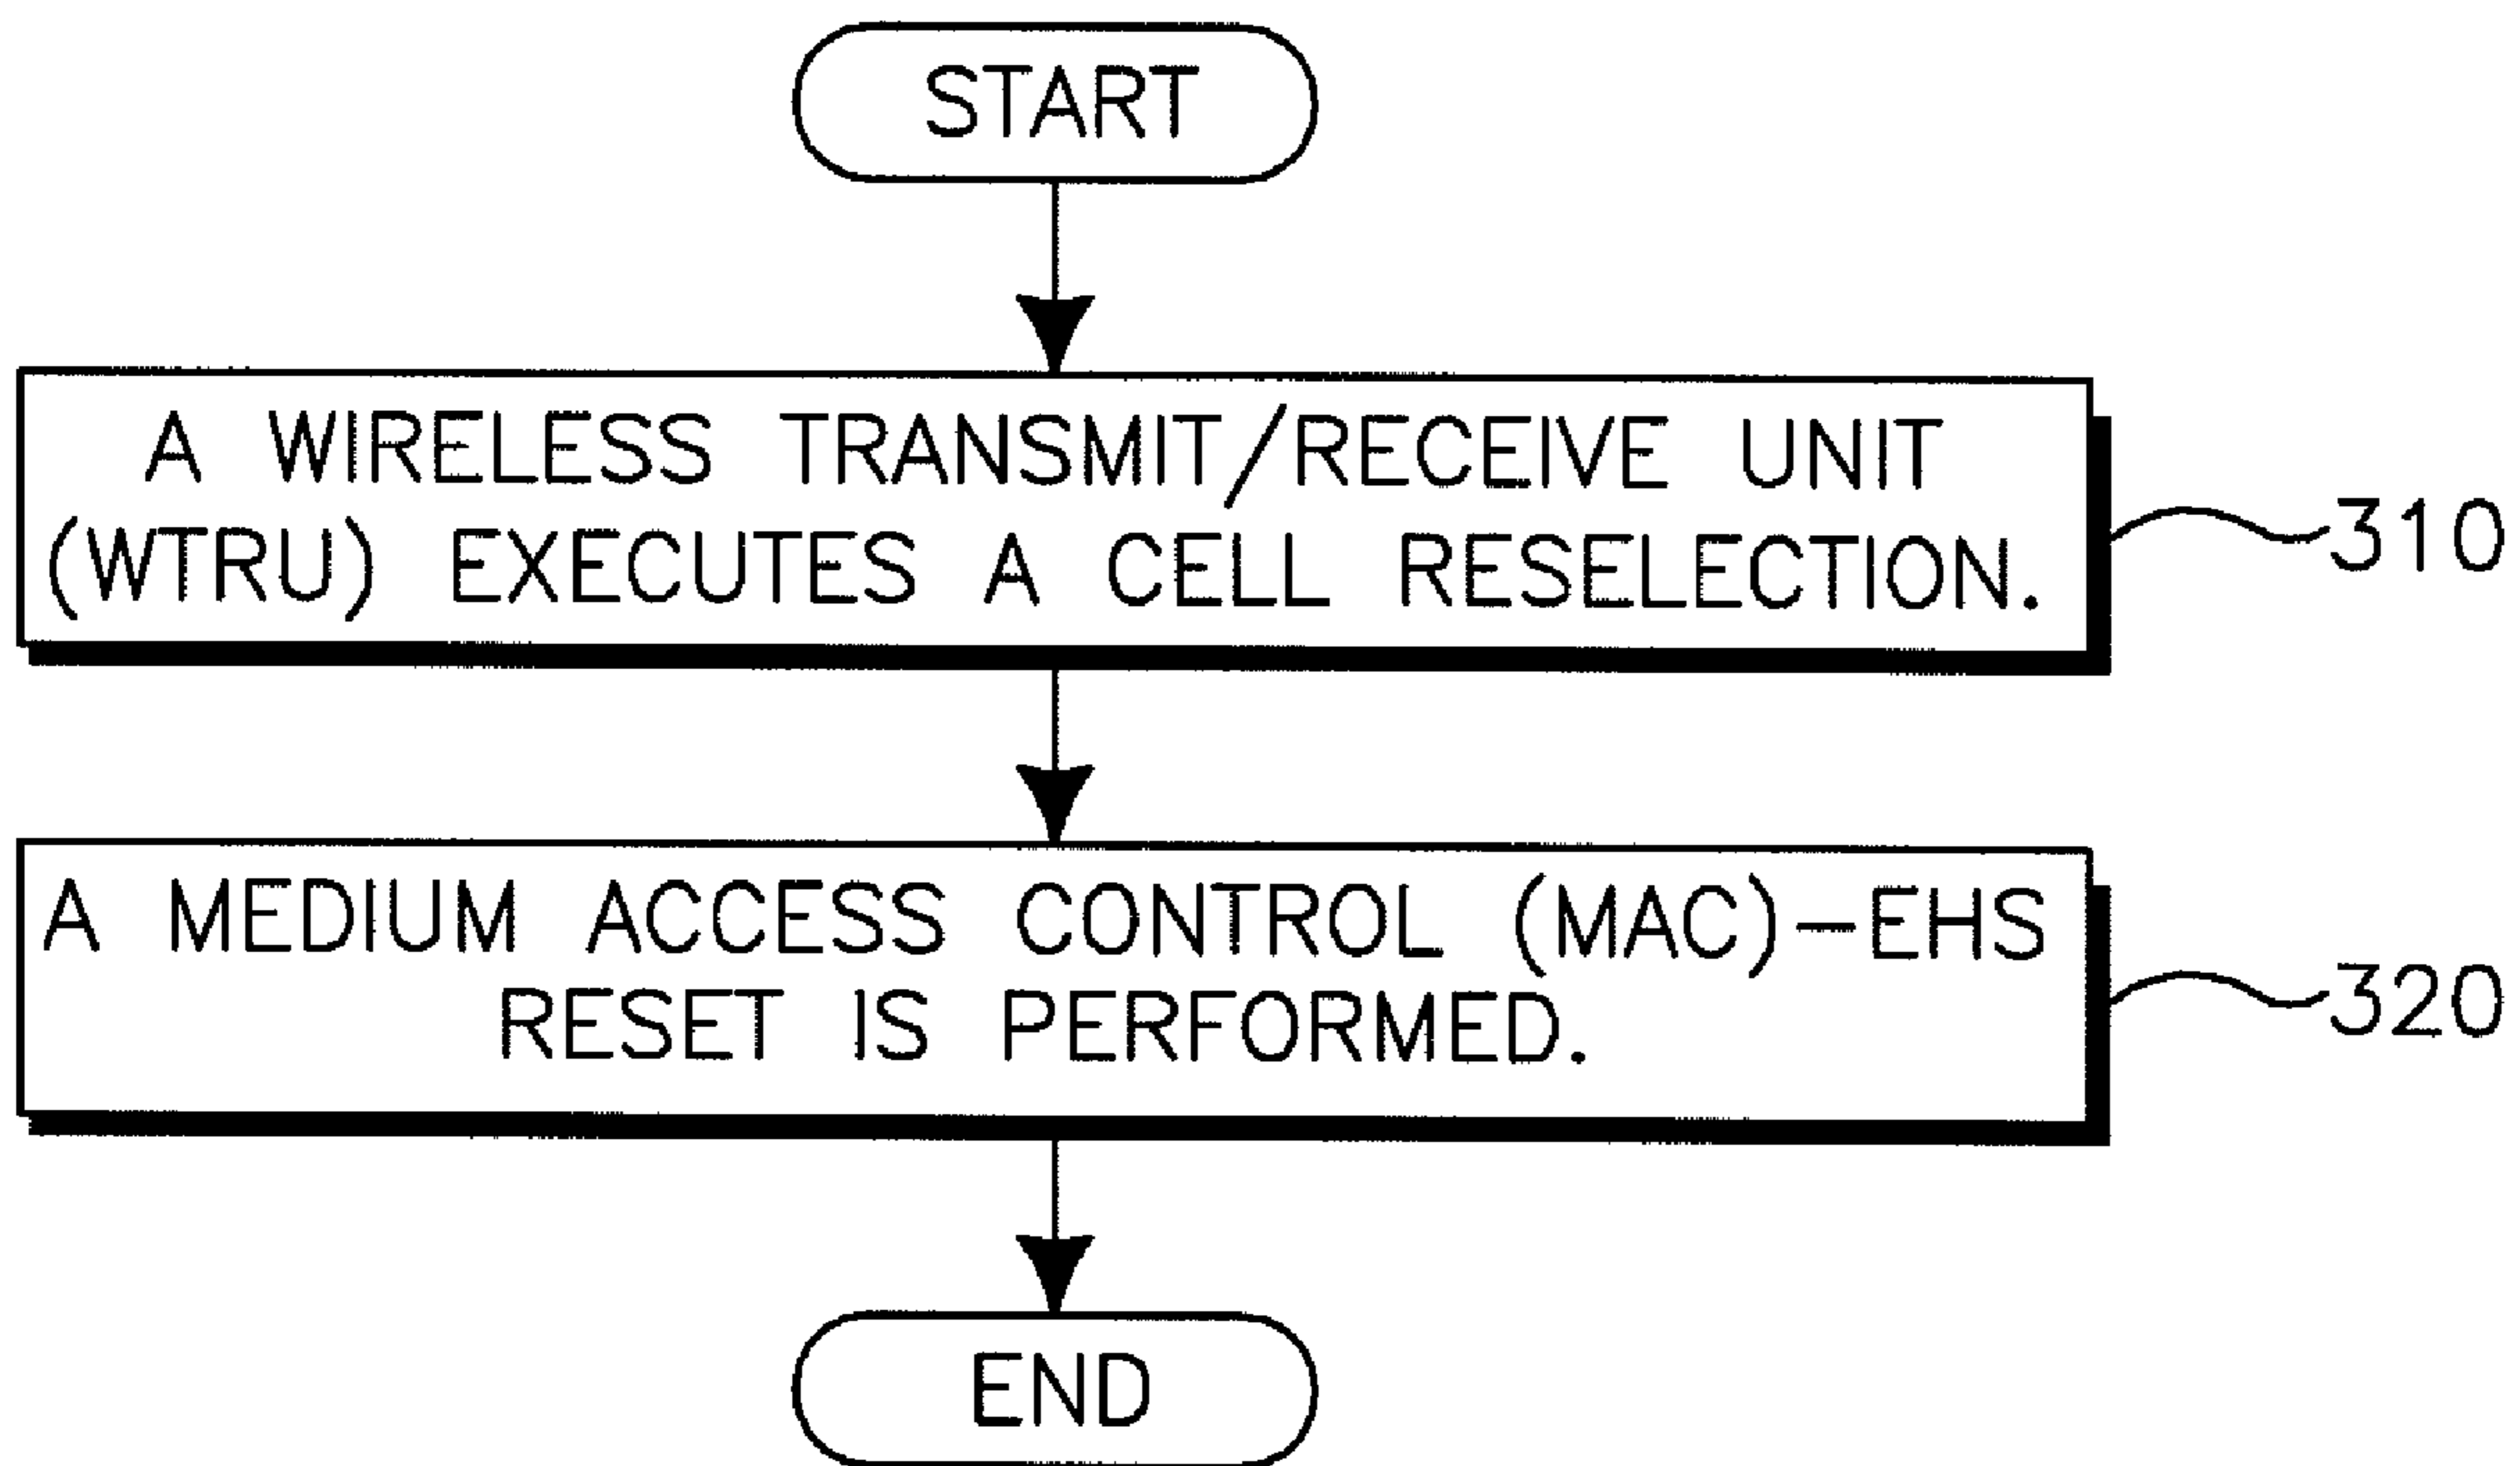 START
A WIRELESS TRANSMIT/RECEIVE UNIT
(WTRU) EXECUTES A CELL RESELECTION.
310
A MEDIUM ACCESS CONTROL (MAC)-EHS
RESET IS PERFORMED.
320
END